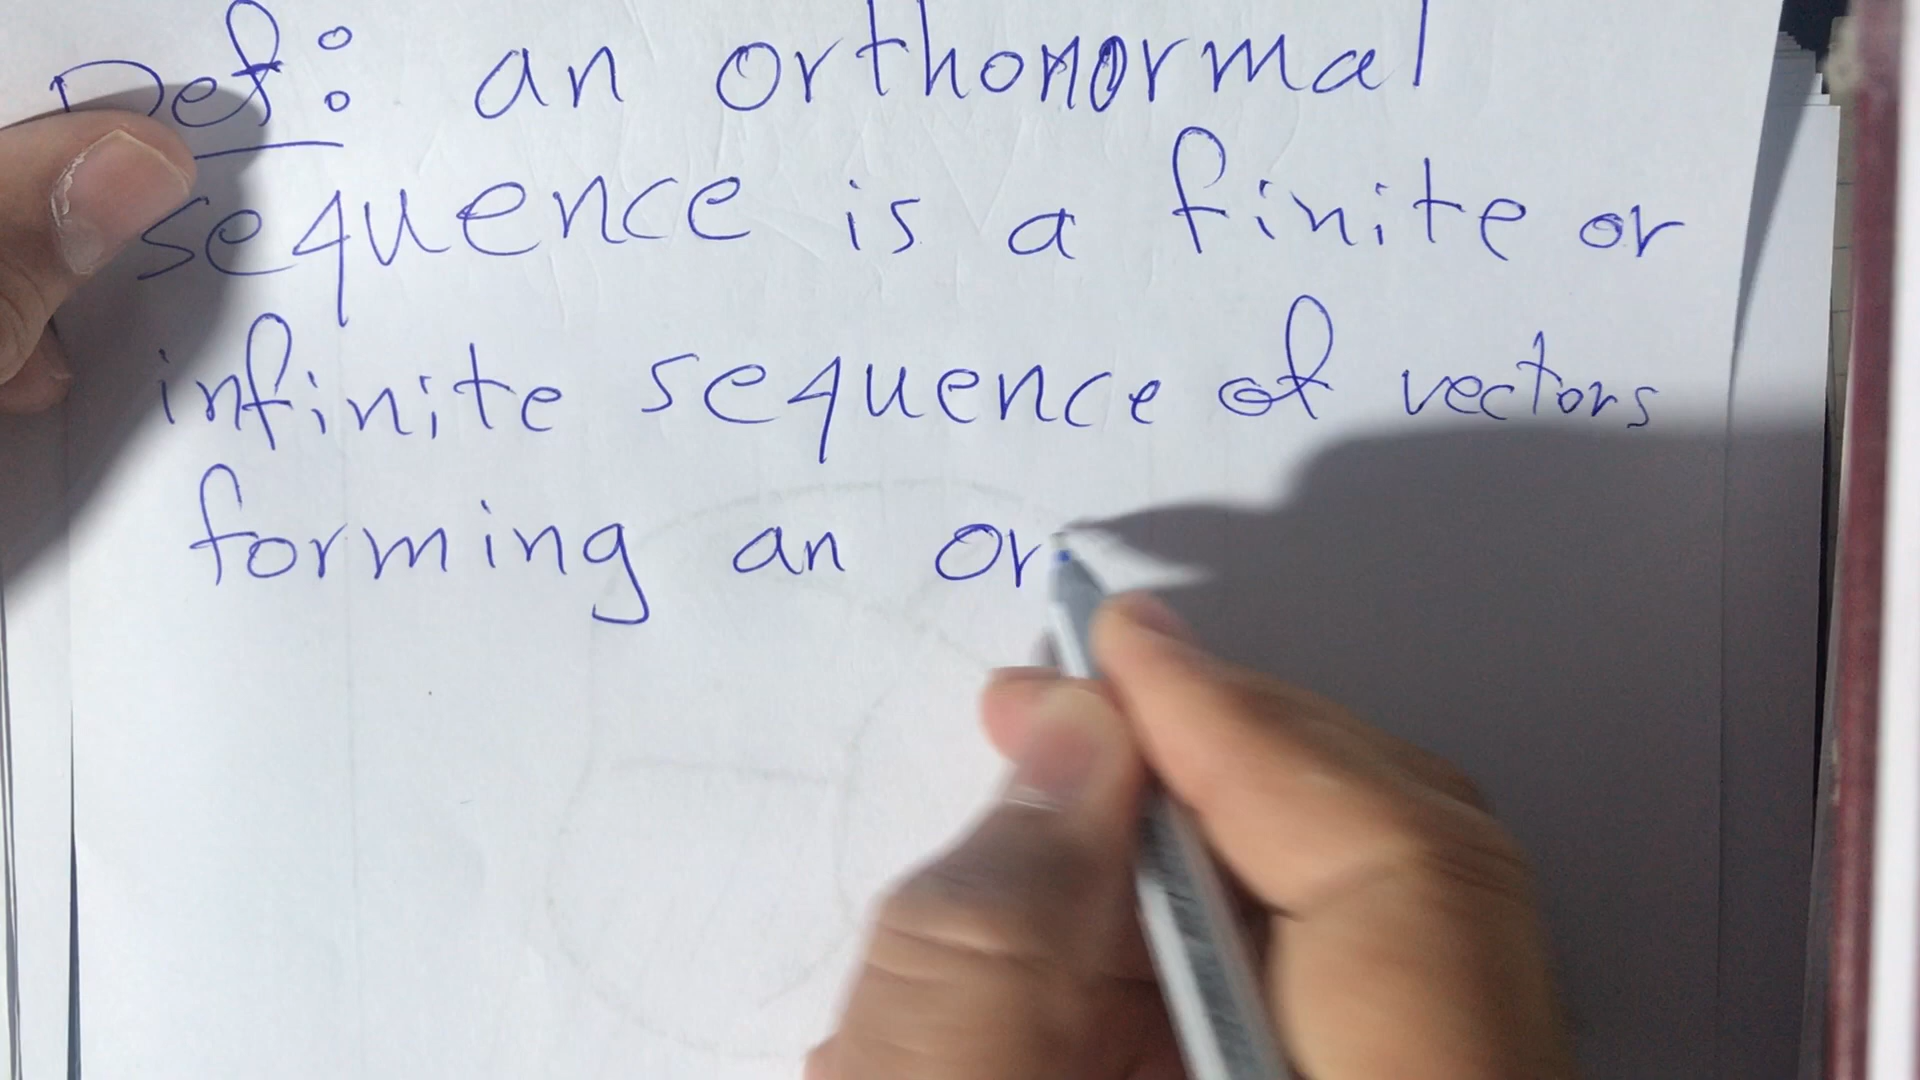 Def: an orthonormal
sequence is a finite or
infinite sequence of vectors
forming an or